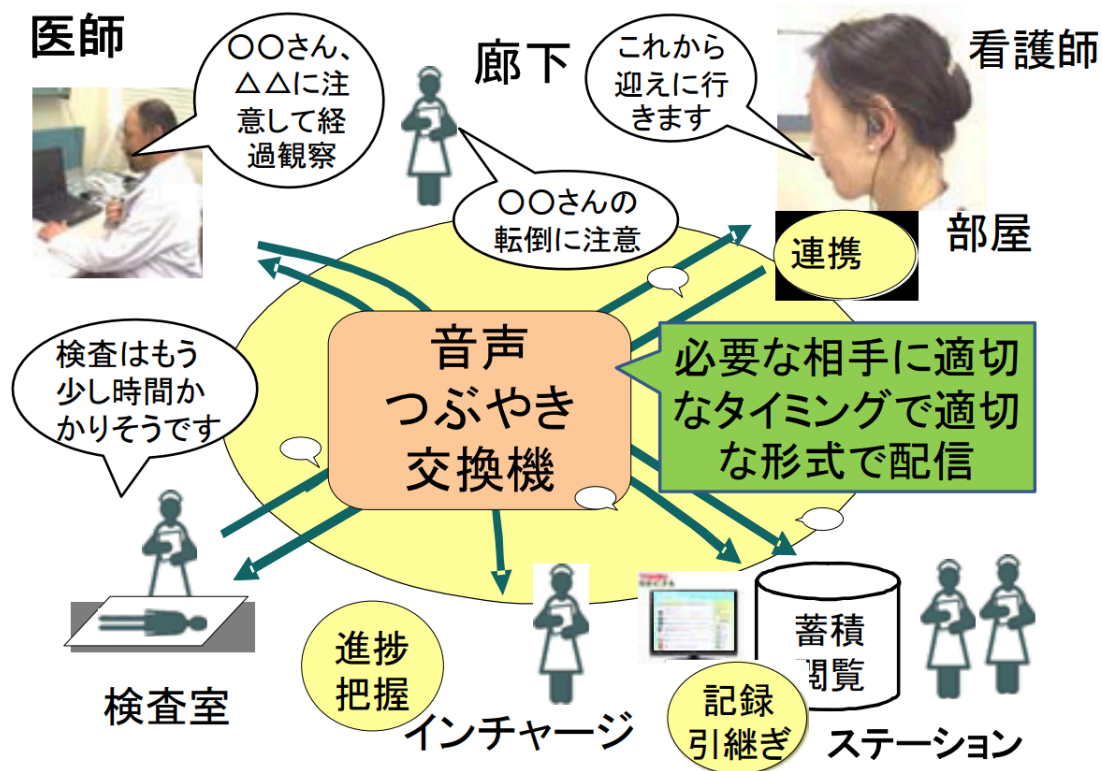 医師
〇〇さん、
△△に注
意して経
過観察
廊下
これから
迎えに行
きます
看護師
〇〇さんの
転倒に注意
部屋
連携
検査はもう
少し時間か
かりそうです
音声
つぶやき
交換機
必要な相手に適切
なタイミングで適切
な形式で配信
検査室
進捗
把握
インチャージ
蓄積
閲覧
記録
引継ぎ
ステーション